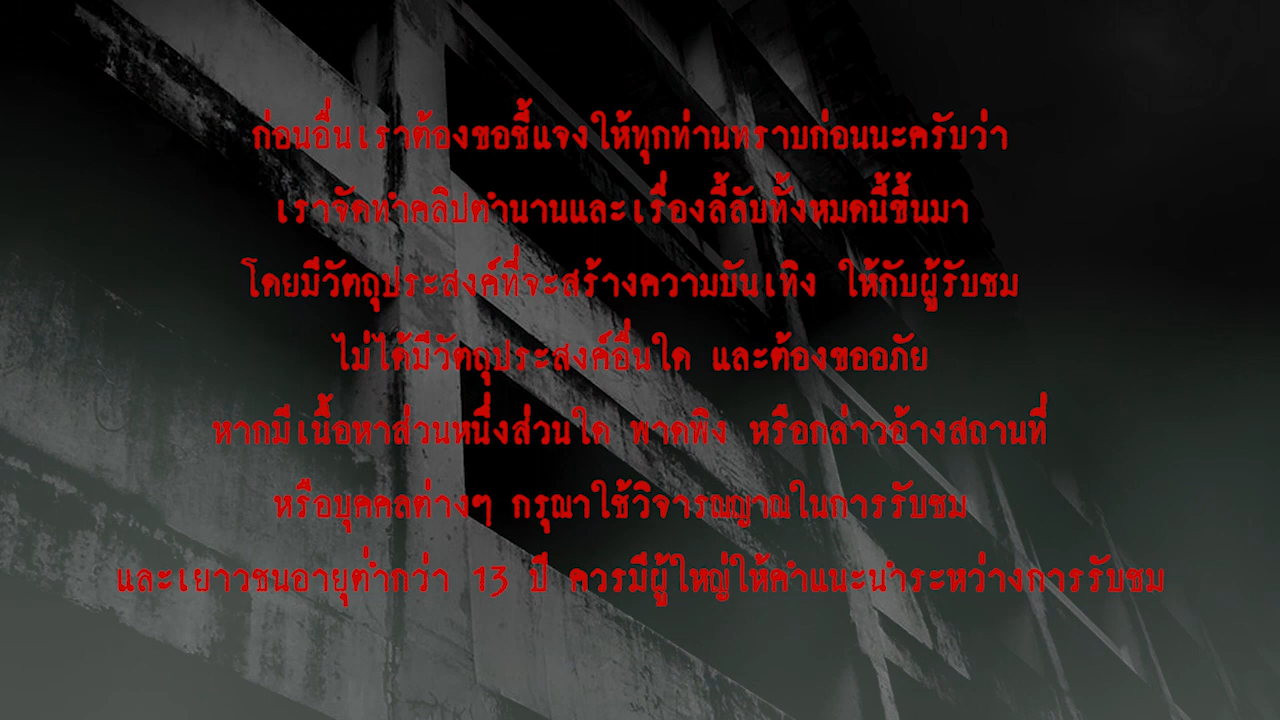 ก่อนอื่นเราต้องขอชี้แจงให้ทุกท่านทราบก่อนนะครับว่า
เราจัดทำคลิปตำนานและเรื่องลี้ลับทั้งหมดนี้ขึ้นมา
โดยมีวัตถุประสงค์ที่จะสร้างความบันเทิง ให้กับผู้รับชม
ไม่ได้มีวัตถุประสงค์อื่นใด และต้องขออภัย
หากมีเนื้อหาส่วนหนึ่งส่วนใด พาดพิง หรือกล่าวอ้างสถานที่
หรือบุคคลต่างๆ กรุณาใช้วิจารณญาณในการรับชม
และเยาวชนอายุต่ำกว่า 13 ปี ควรมีผู้ใหญ่ให้คำแนะนำระหว่างการรับชม